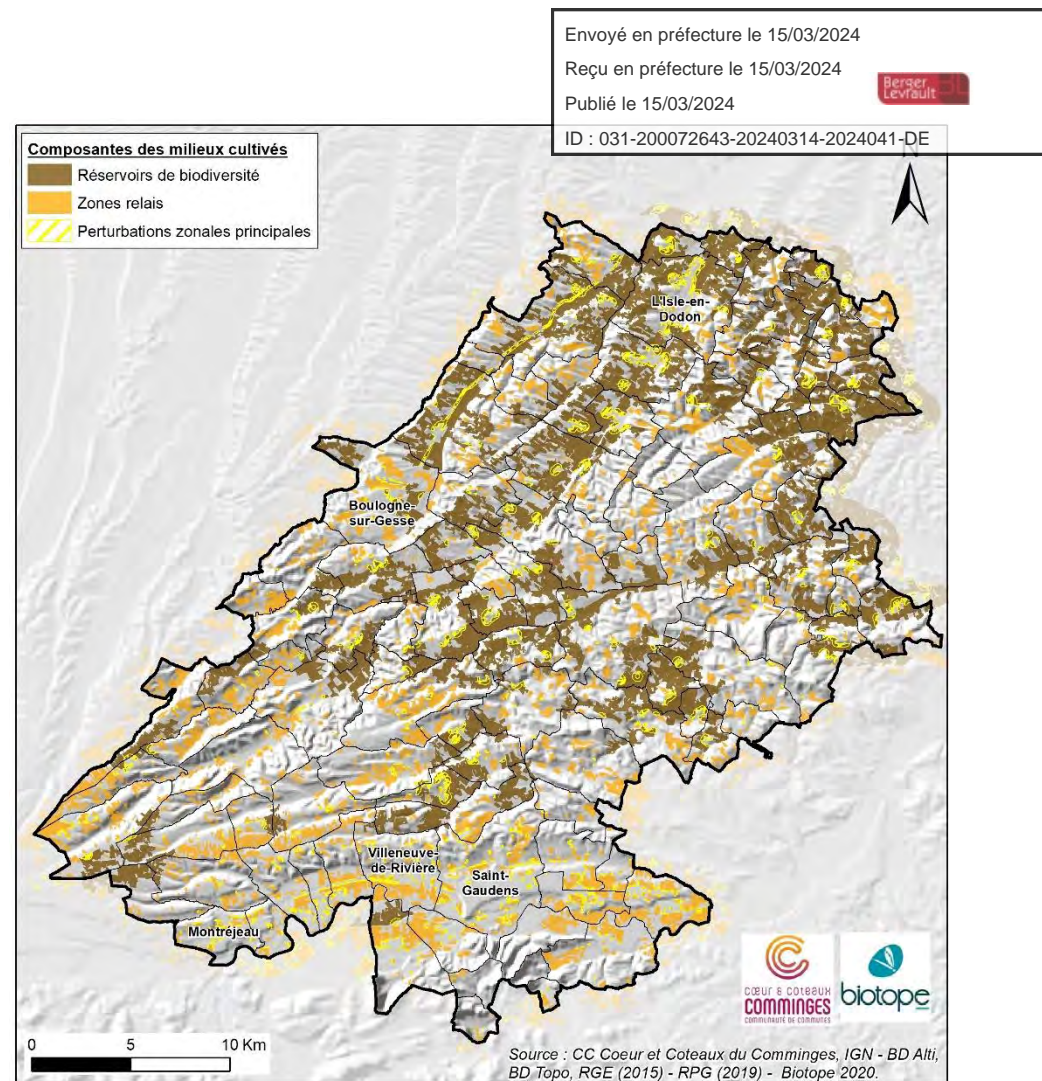 Envoyé en préfecture le 15/03/2024
Reçu en préfecture le 15/03/2024
Berger
Levrault
Publié le 15/03/2024
ID : 031-200072643-20240314-2024041-DE
N
Composantes des milieux cultivés
Réservoirs de biodiversité
Zones relais
Perturbations zonales principales
L'Isle-en-
Dodon
Boulogne-
sur-Gesse
Villeneuve-
de-Rivière
Saint-
Gaudens
Montréjeau
CŒUR & COTEAUX
COMMINGES
COMMUNAUTÉ DE COMMUNES
biotope
0 5 10 Km
Source : CC Coeur et Coteaux du Comminges, IGN - BD Alti,
BD Topo, RGE (2015) - RPG (2019) - Biotope 2020.